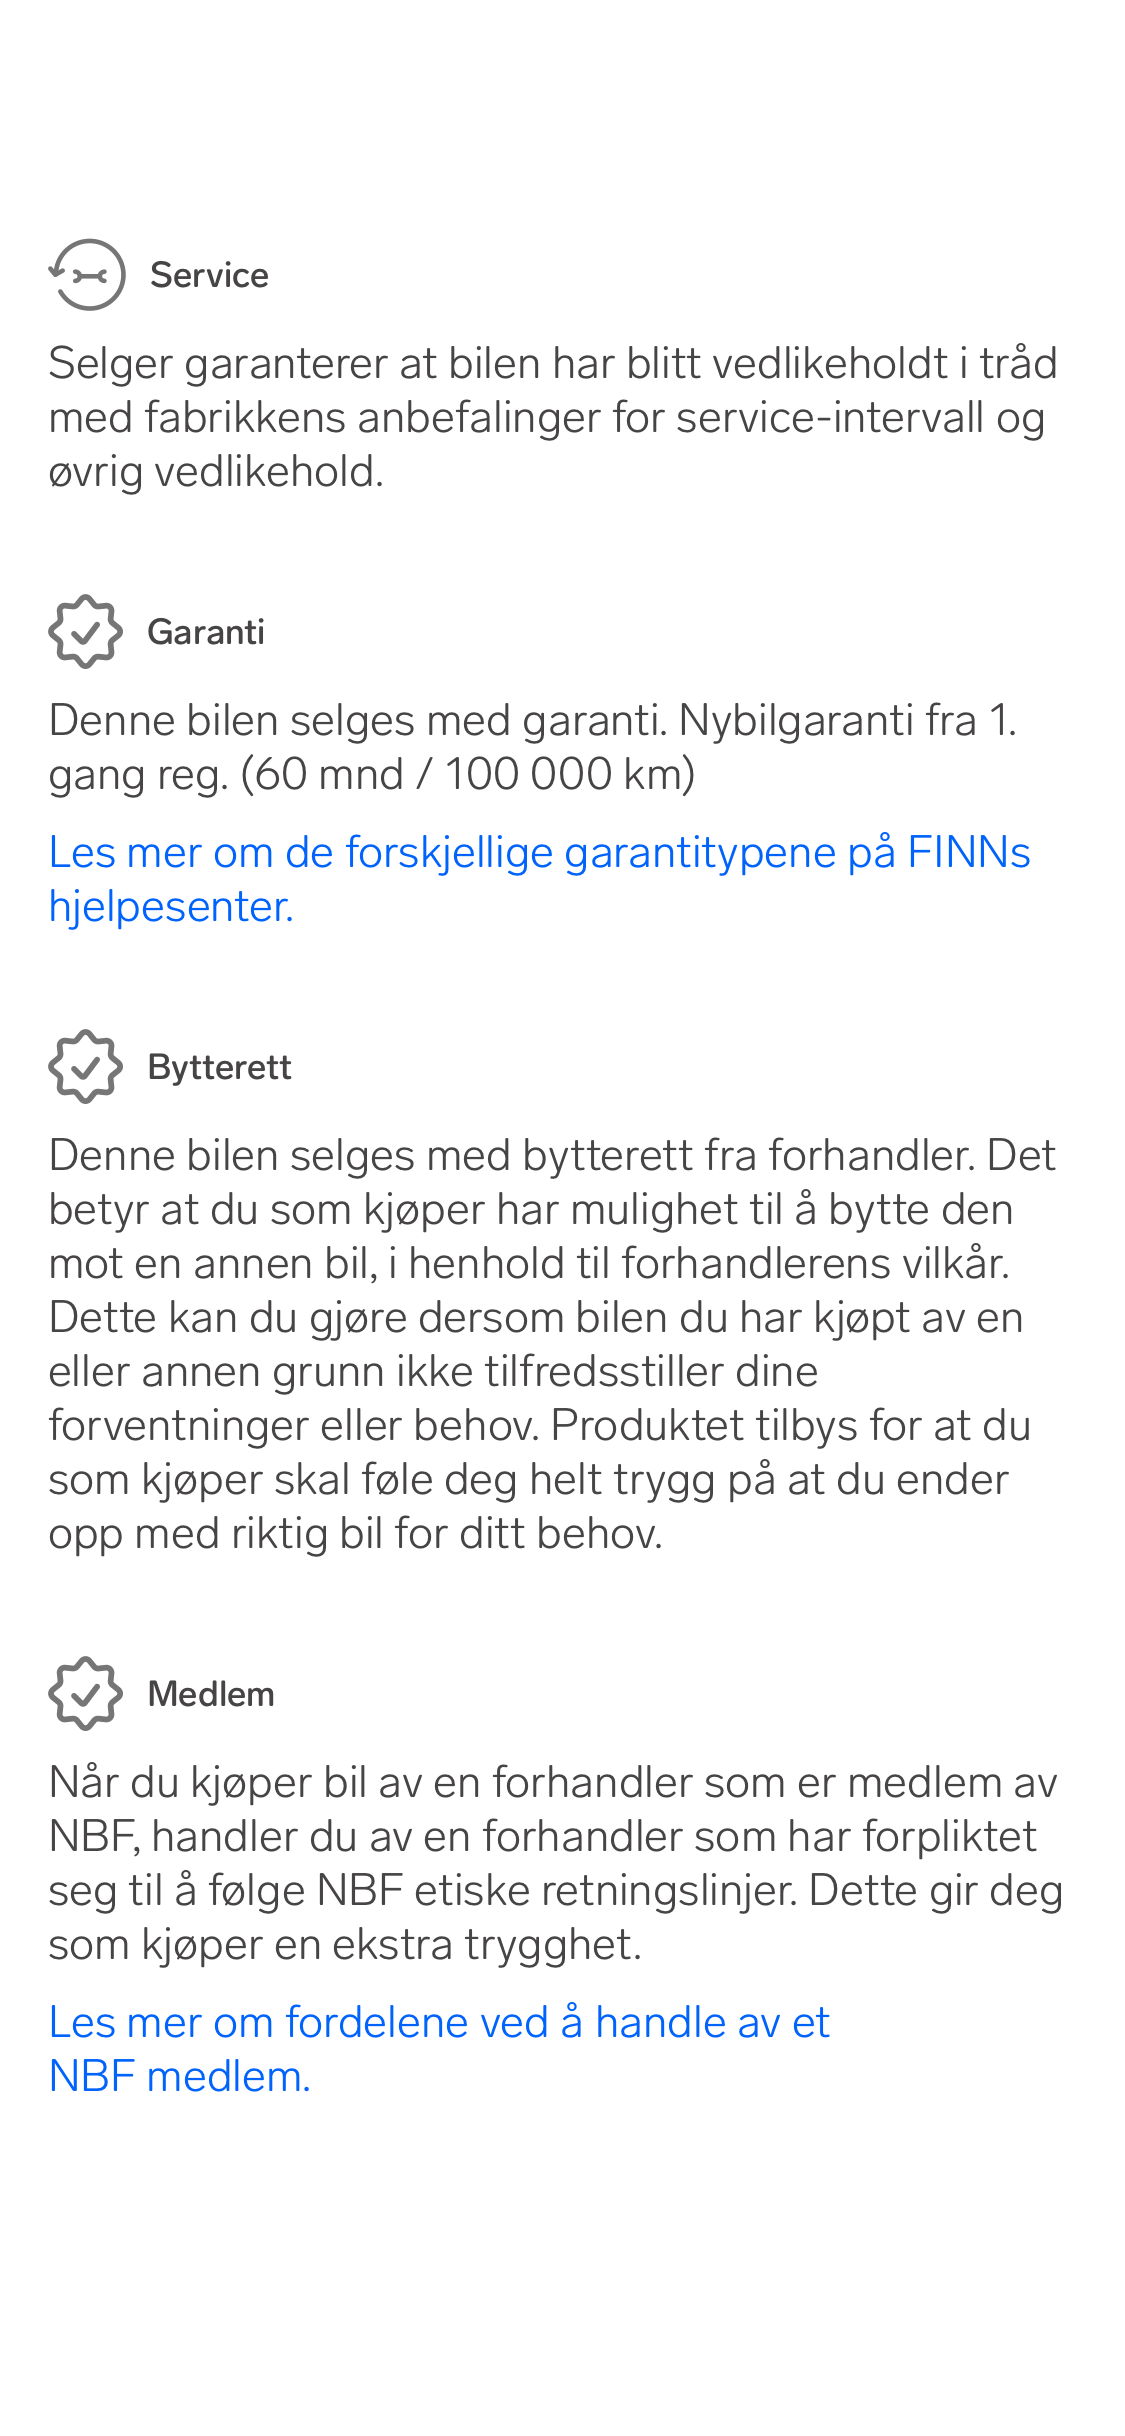 Service
Selger garanterer at bilen har blitt vedlikeholdt i tråd
med fabrikkens anbefalinger for service-intervall og
øvrig vedlikehold.
Garanti
Denne bilen selges med garanti. Nybilgaranti fra 1.
gang reg. (60 mnd / 100 000 km)
Les mer om de forskjellige garantitypene på FINNs
hjelpesenter.
Bytterett
Denne bilen selges med bytterett fra forhandler. Det
betyr at du som kjøper har mulighet til å bytte den
mot en annen bil, i henhold til forhandlerens vilkår.
Dette kan du gjøre dersom bilen du har kjøpt av en
eller annen grunn ikke tilfredsstiller dine
forventninger eller behov. Produktet tilbys for at du
som kjøper skal føle deg helt trygg på at du ender
opp med riktig bil for ditt behov.
Medlem
Når du kjøper bil av en forhandler som er medlem av
NBF, handler du av en forhandler som har forpliktet
seg til å følge NBF etiske retningslinjer. Dette gir deg
som kjøper en ekstra trygghet.
Les mer om fordelene ved å handle av et
NBF medlem.